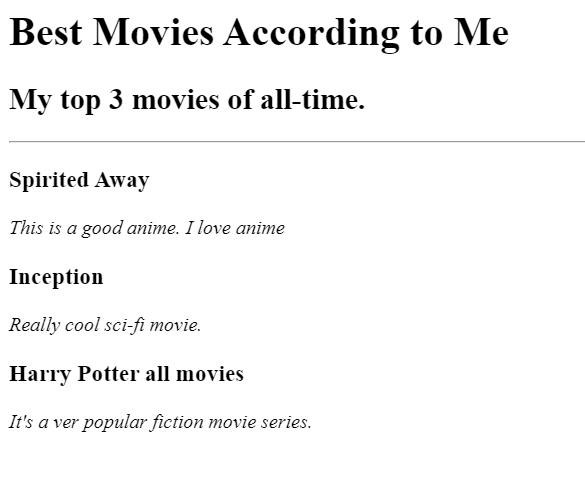 Best Movies According to Me
My top 3 movies of all-time.
Spirited Away
This is a good anime. I love anime
Inception
Really cool sci-fi movie.
Harry Potter all movies
It's a ver popular fiction movie series.